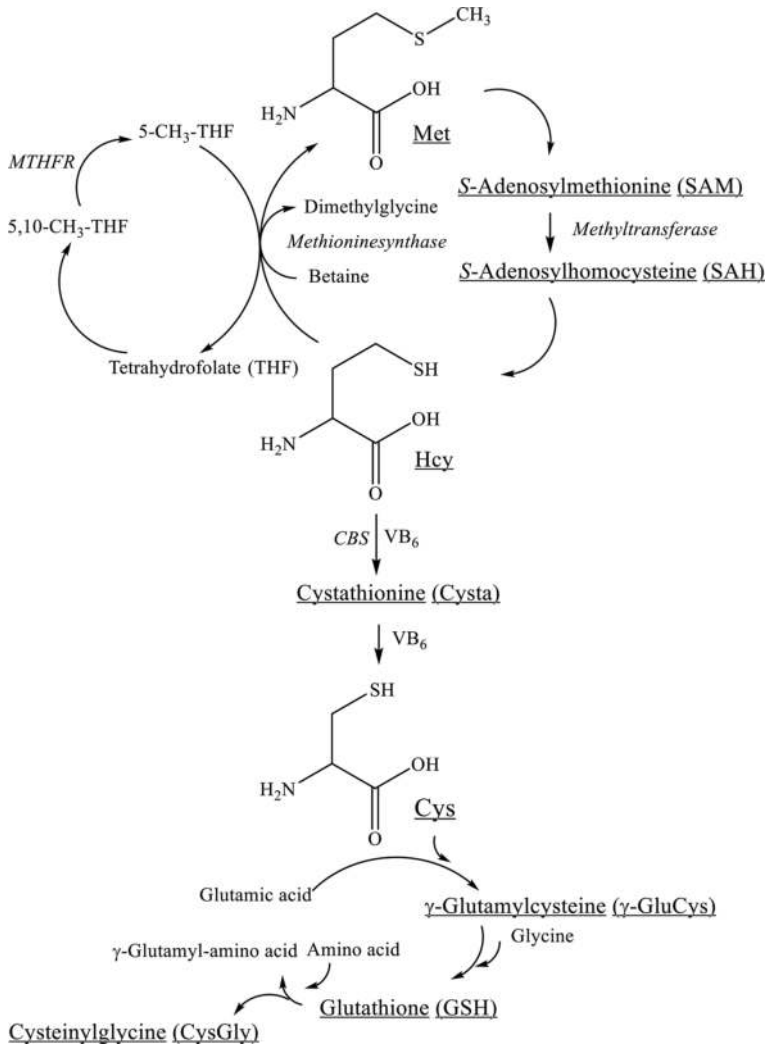 S
CH₃
H₂N
OH
O
Met
5-CH₃-THF
MTHFR
5,10-CH₃-THF
Tetrahydrofolate (THF)
Dimethylglycine
Methioninesynthase
Betaine
S-Adenosylmethionine (SAM)
Methyltransferase
S-Adenosylhomocysteine (SAH)
SH
H₂N
OH
O
Hcy
CBS
VB₆
Cystathionine (Cysta)
VB₆
SH
H₂N
OH
O
Cys
Glutamic acid
γ-Glutamylcysteine (γ-GluCys)
Glycine
γ-Glutamyl-amino acid
Amino acid
Glutathione (GSH)
Cysteinylglycine (CysGly)